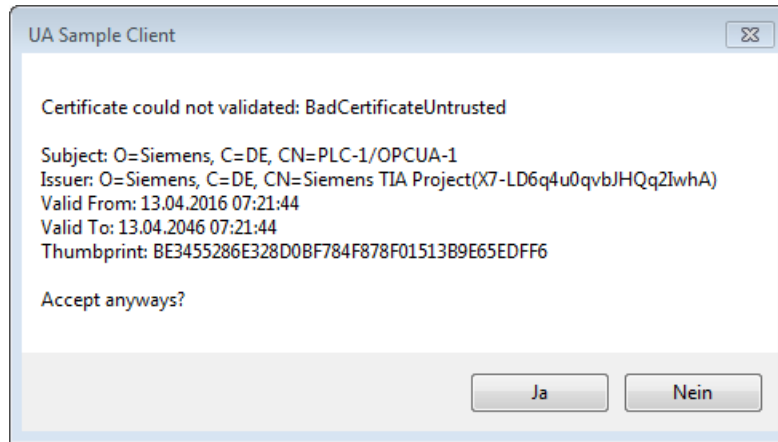 UA Sample Client
Certificate could not validated: BadCertificateUntrusted
Subject: O=Siemens, C=DE, CN=PLC-1/OPCUA-1
Issuer: O=Siemens, C=DE, CN=Siemens TIA Project(X7-LD6q4u0qvbJHQq2IwhA)
Valid From: 13.04.2016 07:21:44
Valid To: 13.04.2046 07:21:44
Thumbprint: BE3455286E328D0BF784F878F01513B9E65EDFF6
Accept anyways?
Ja Nein